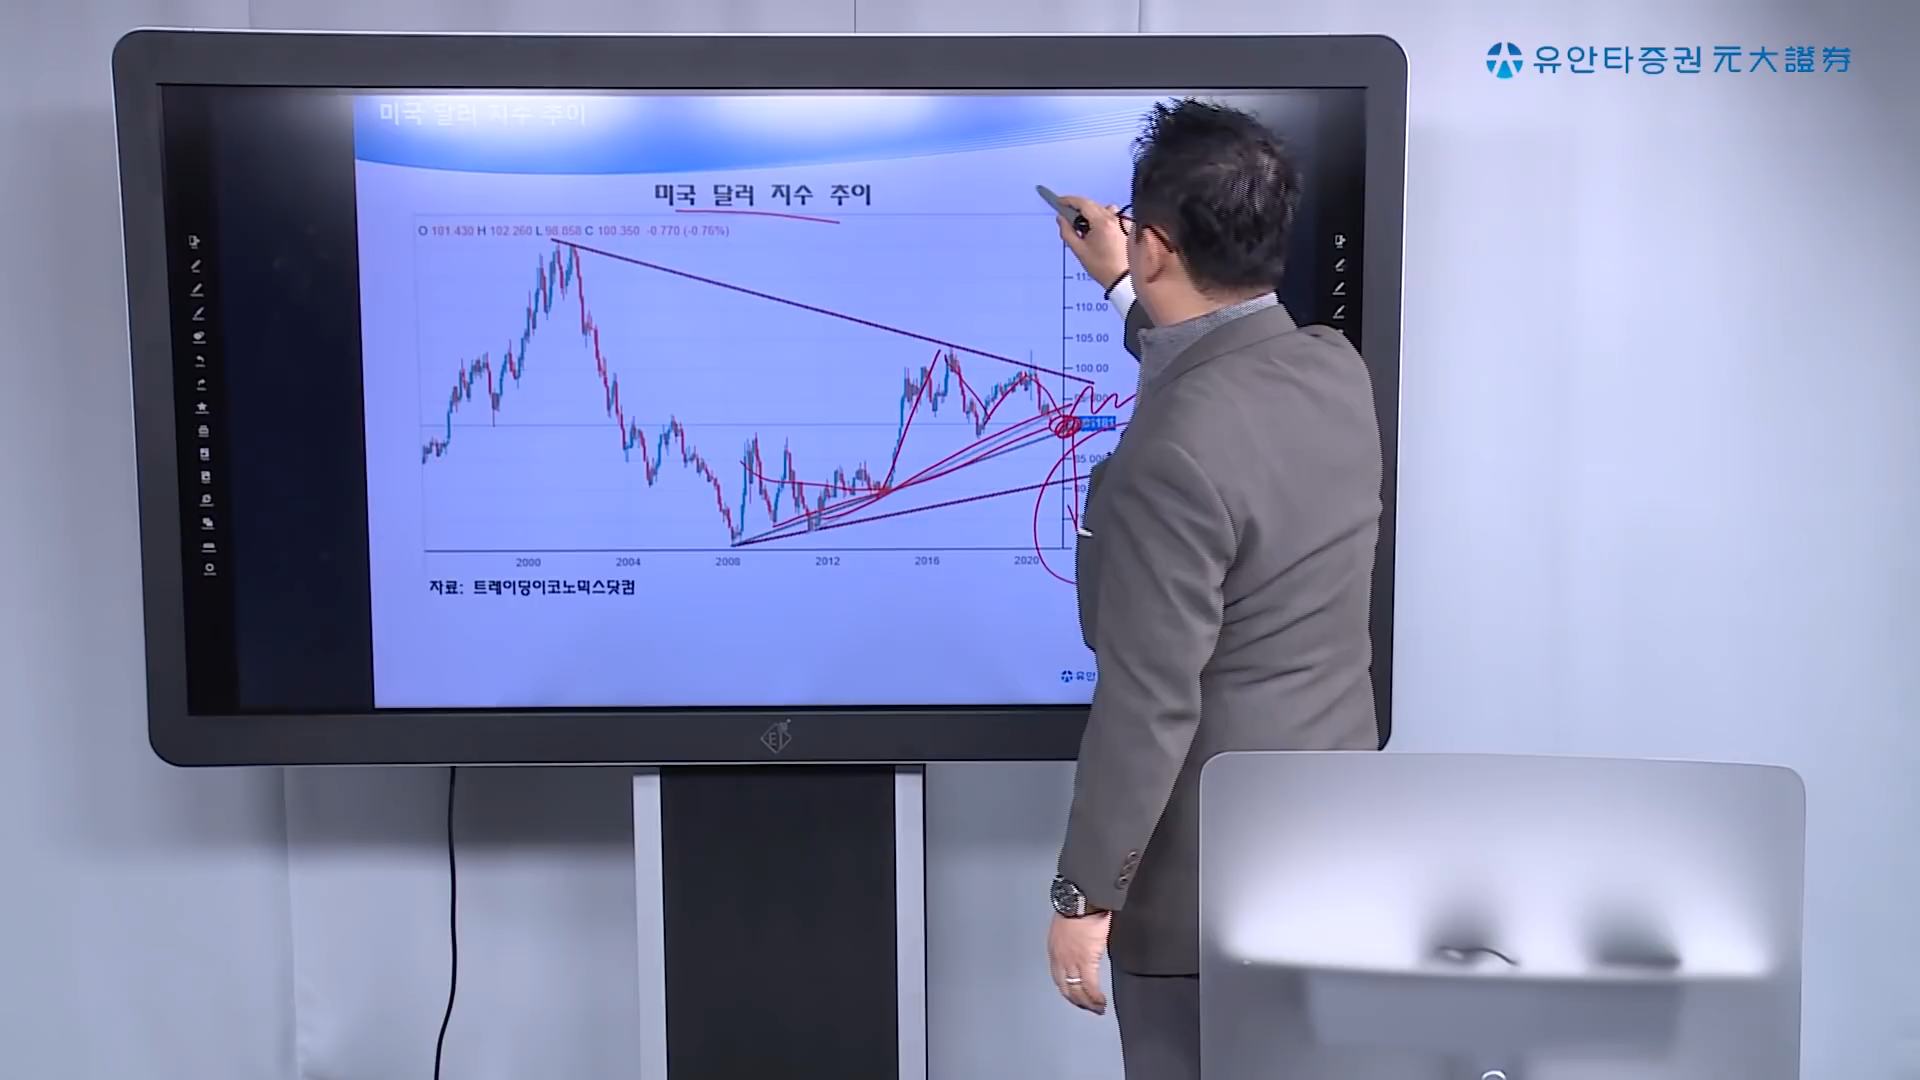 유안타증권 元大證券
미국 달러 지수 추이
미국 달러 지수 추이
O 101.430 H 102.260 L 98.858 C 100.350 -0.770 (-0.76%)
110.00
105.00
100.00
2000 2004 2008 2012 2016 2020
자료: 트레이딩이코노믹스닷컴
유안